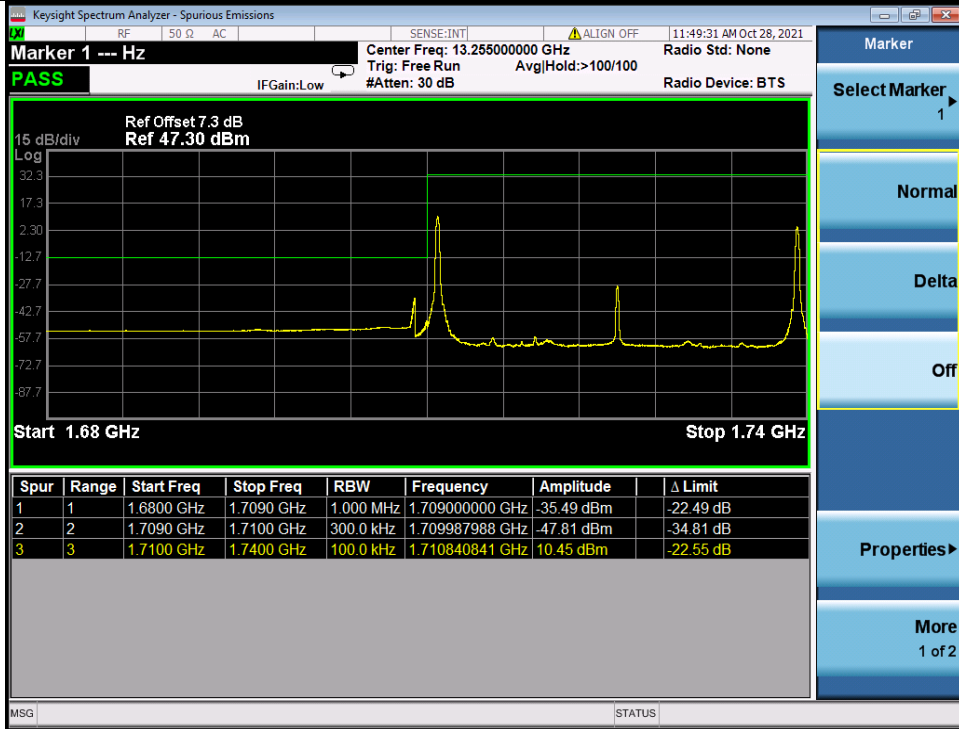 Keysight Spectrum Analyzer - Spurious Emissions
LXI RF 50 Ω AC SENSE:INT ALIGN OFF 11:49:31 AM Oct 28, 2021
Marker 1 --- Hz
Center Freq: 13.255000000 GHz
Radio Std: None
Trig: Free Run Avg|Hold:>100/100
PASS
IFGain:Low
#Atten: 30 dB
Radio Device: BTS
Ref Offset 7.3 dB
15 dB/div Ref 47.30 dBm
Log
32.3
17.3
2.30
-12.7
-27.7
-42.7
-57.7
-72.7
-87.7
Start 1.68 GHz Stop 1.74 GHz
Spur Range Start Freq Stop Freq RBW Frequency Amplitude Δ Limit
1 1 1.6800 GHz 1.7090 GHz 1.000 MHz 1.709000000 GHz -35.49 dBm -22.49 dB
2 2 1.7090 GHz 1.7100 GHz 300.0 kHz 1.709987988 GHz -47.81 dBm -34.81 dB
3 3 1.7100 GHz 1.7400 GHz 100.0 kHz 1.710840841 GHz 10.45 dBm -22.55 dB
MSG STATUS
Marker
Select Marker
1
Normal
Delta
Off
Properties
More
1 of 2